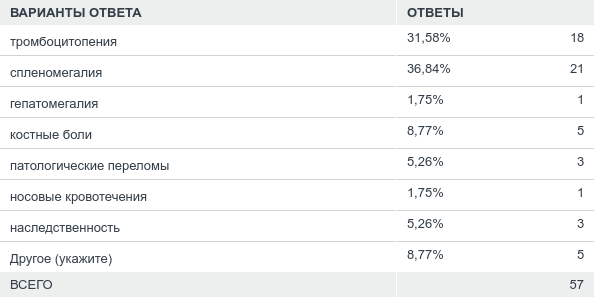 ВАРИАНТЫ ОТВЕТА ОТВЕТЫ
тромбоцитопения 31,58% 18
спленомегалия 36,84% 21
гепатомегалия 1,75% 1
костные боли 8,77% 5
патологические переломы 5,26% 3
носовые кровотечения 1,75% 1
наследственность 5,26% 3
Другое (укажите) 8,77% 5
ВСЕГО 57